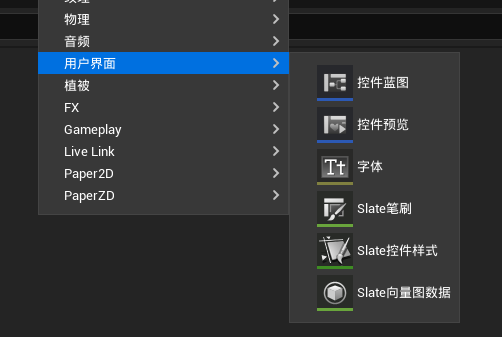 物理
音频
用户界面
植被
FX
Gameplay
Live Link
Paper2D
PaperZD
控件蓝图
控件预览
Tt
字体
Slate笔刷
Slate控件样式
Slate向量图数据